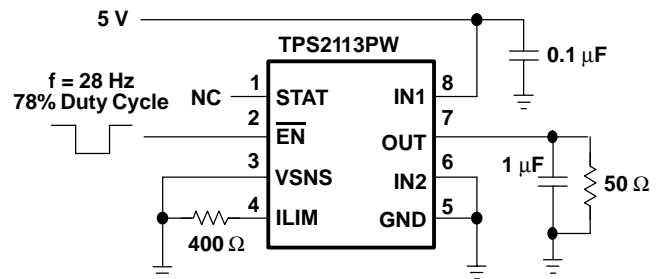 5 V
TPS2113PW
0.1 µF
f = 28 Hz
78% Duty Cycle
NC
1 STAT
IN1 8
2 EN
OUT 7
3 VSNS
IN2 6
4 ILIM
GND 5
400 Ω
1 µF
50 Ω